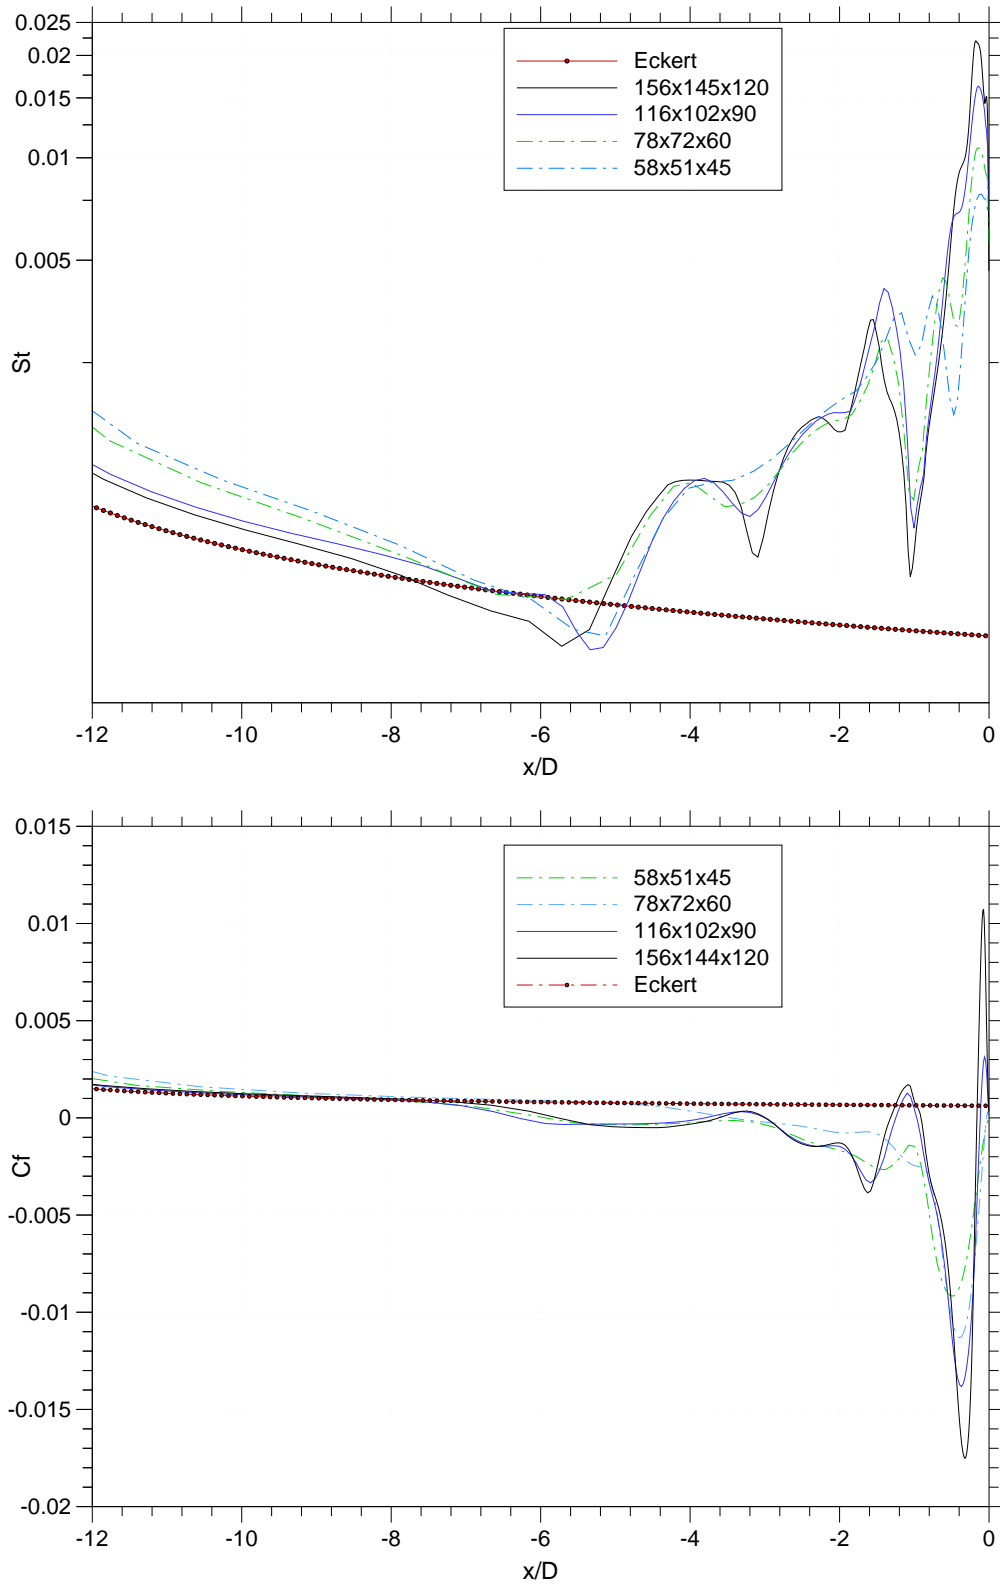 0.025
0.02
0.015
0.01
0.005
St
Eckert
156x145x120
116x102x90
78x72x60
58x51x45
-12
-10
-8
-6
-4
-2
0
x/D
0.015
0.01
0.005
0
-0.005
-0.01
-0.015
-0.02
Cf
58x51x45
78x72x60
116x102x90
156x144x120
Eckert
-12
-10
-8
-6
-4
-2
0
x/D